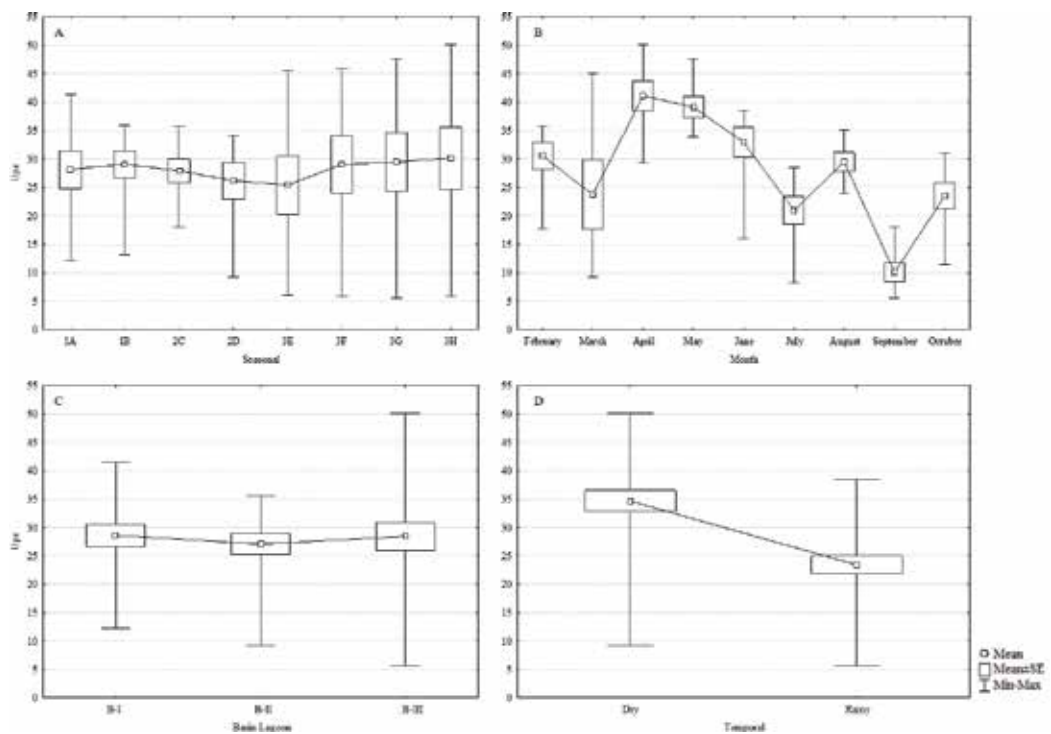 A
55
50
45
40
35
30
25
20
15
10
5
0
Ups
1A 1B 2C 2D 3E 3F 3G 3H
Seasonal
B
55
50
45
40
35
30
25
20
15
10
5
0
February March April May June July August September October
Month
C
55
50
45
40
35
30
25
20
15
10
5
0
Ups
B-I B-II B-III
Basin Lagoon
D
55
50
45
40
35
30
25
20
15
10
5
0
Dry Rainy
Temporal
Mean
Mean±SE
Min-Max